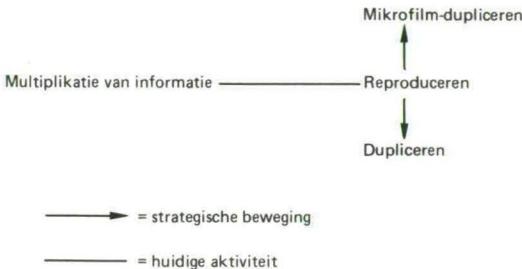 Mikrofilm-dupliceren
Multiplikatie van informatie Reproduceren
Dupliceren
= strategische beweging
= huidige aktiviteit